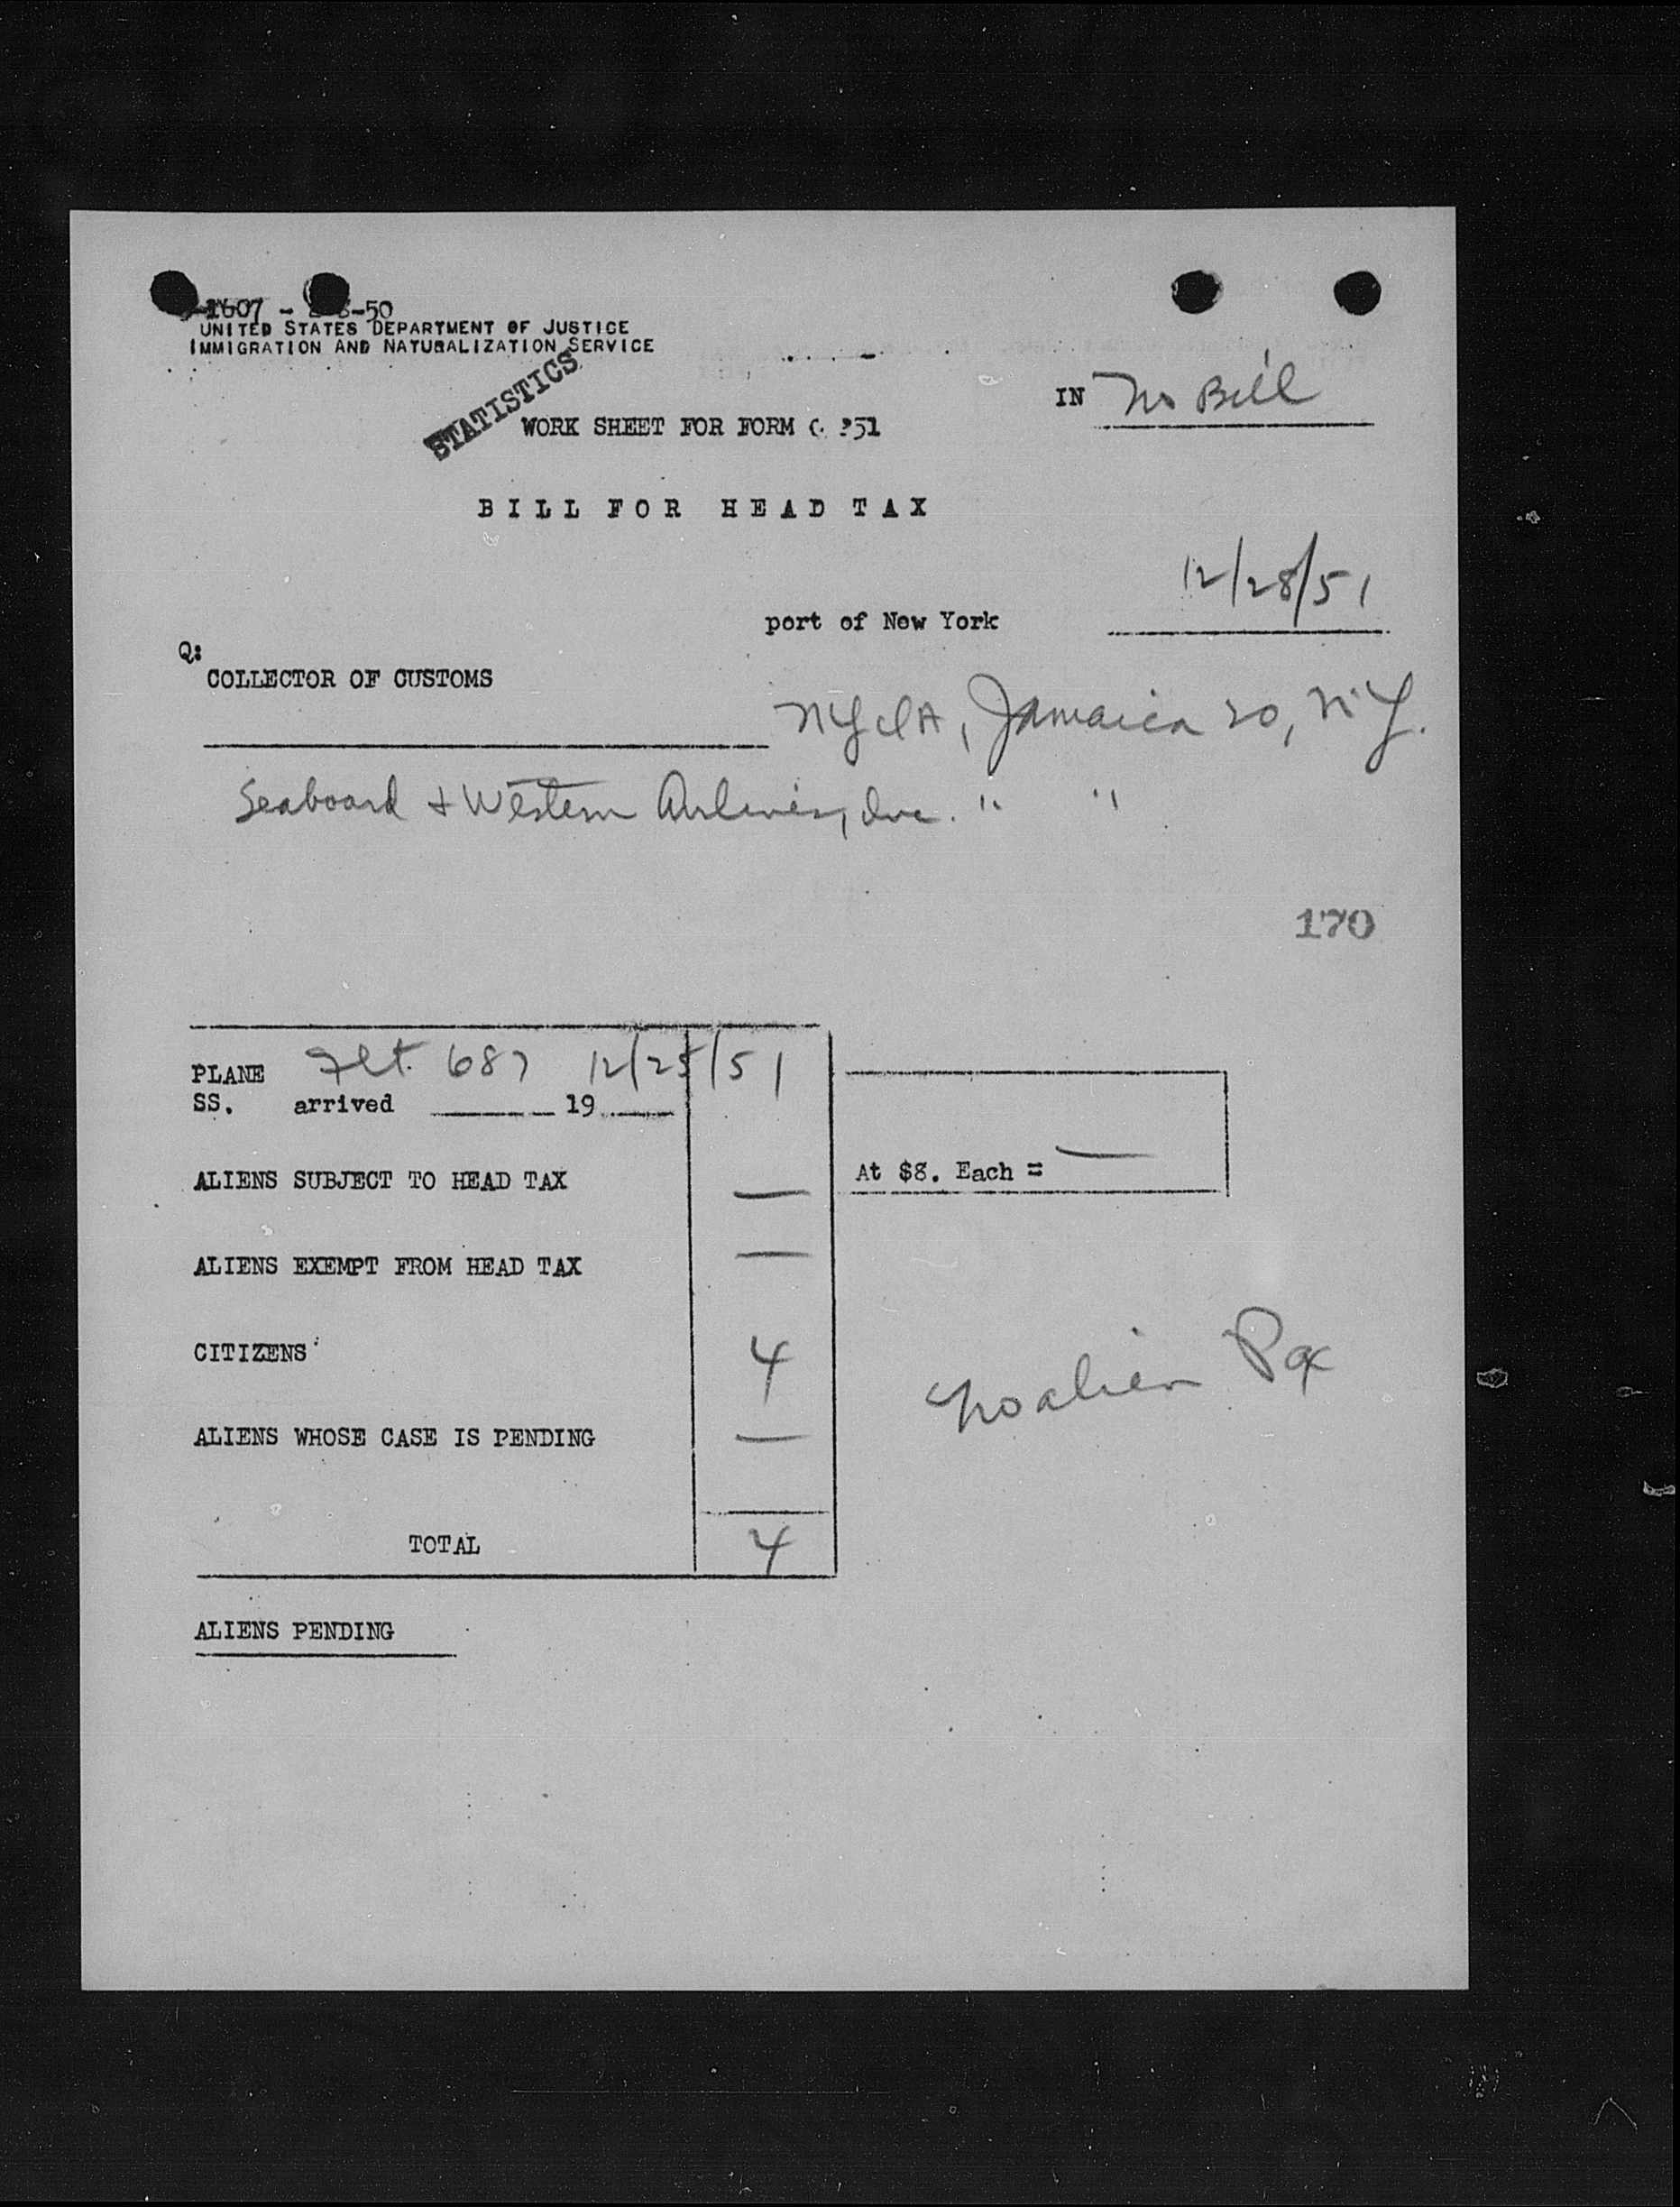 -1607 - -50
UNITED STATES DEPARTMENT OF JUSTICE
IMMIGRATION AND NATURALIZATION SERVICE
STATISTICS
IN No Bill
WORK SHEET FOR FORM 51
BILL FOR HEAD TAX
12/28/51
port of New York
Q:
COLLECTOR OF CUSTOMS
NYIA, Jamaica 20, N.Y.
Seaboard & Western Airlines, Inc. " "
170
PLANE Flt. 687 12/25/51
SS. arrived 19
ALIENS SUBJECT TO HEAD TAX —
At $8. Each = —
ALIENS EXEMPT FROM HEAD TAX —
CITIZENS 4
No alien Px
ALIENS WHOSE CASE IS PENDING —
TOTAL 4
ALIENS PENDING